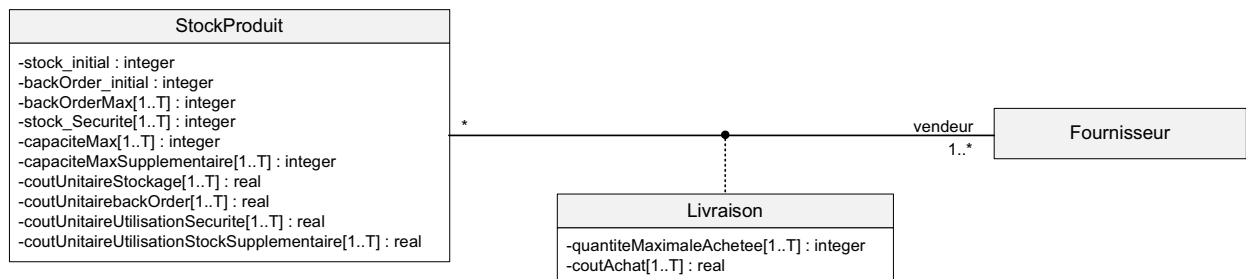 StockProduit
-stock_initial : integer
-backOrder_initial : integer
-backOrderMax[1..T] : integer
-stock_Securite[1..T] : integer
-capaciteMax[1..T] : integer
-capaciteMaxSupplementaire[1..T] : integer
-coutUnitaireStockage[1..T] : real
-coutUnitairebackOrder[1..T] : real
-coutUnitaireUtilisationSecurite[1..T] : real
-coutUnitaireUtilisationStockSupplementaire[1..T] : real
*
vendeur
1..*
Fournisseur
Livraison
-quantiteMaximaleAchetee[1..T] : integer
-coutAchat[1..T] : real